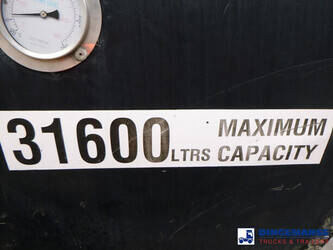 31600 LTRS MAXIMUM CAPACITY
TRUCKS & TRAILERS